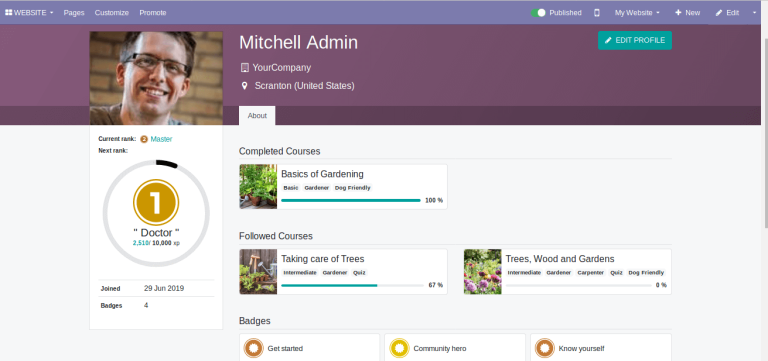 WEBSITE Pages Customize Promote Published My Website New Edit
Mitchell Admin
EDIT PROFILE
YourCompany
Scranton (United States)
About
Current rank: 2 Master
Next rank:
1
" Doctor "
2,510/ 10,000 xp
Joined 29 Jun 2019
Badges 4
Completed Courses
Basics of Gardening
Basic Gardener Dog Friendly
100 %
Followed Courses
Taking care of Trees
Intermediate Gardener Quiz
67 %
Trees, Wood and Gardens
Intermediate Gardener Carpenter Quiz Dog Friendly
0 %
Badges
Get started
Community hero
Know yourself